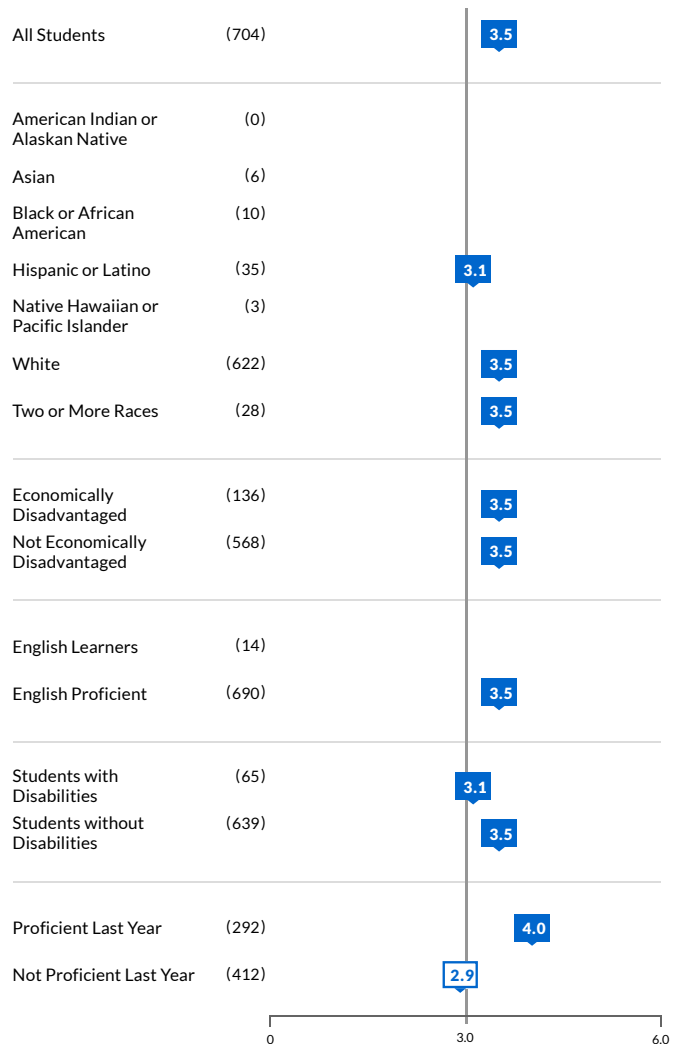 All Students (704) 3.5
American Indian or (0)
Alaskan Native
Asian (6)
Black or African (10)
American
Hispanic or Latino (35) 3.1
Native Hawaiian or (3)
Pacific Islander
White (622) 3.5
Two or More Races (28) 3.5
Economically (136) 3.5
Disadvantaged
Not Economically (568) 3.5
Disadvantaged
English Learners (14)
English Proficient (690) 3.5
Students with (65) 3.1
Disabilities
Students without (639) 3.5
Disabilities
Proficient Last Year (292) 4.0
Not Proficient Last Year (412) 2.9
0 3.0 6.0